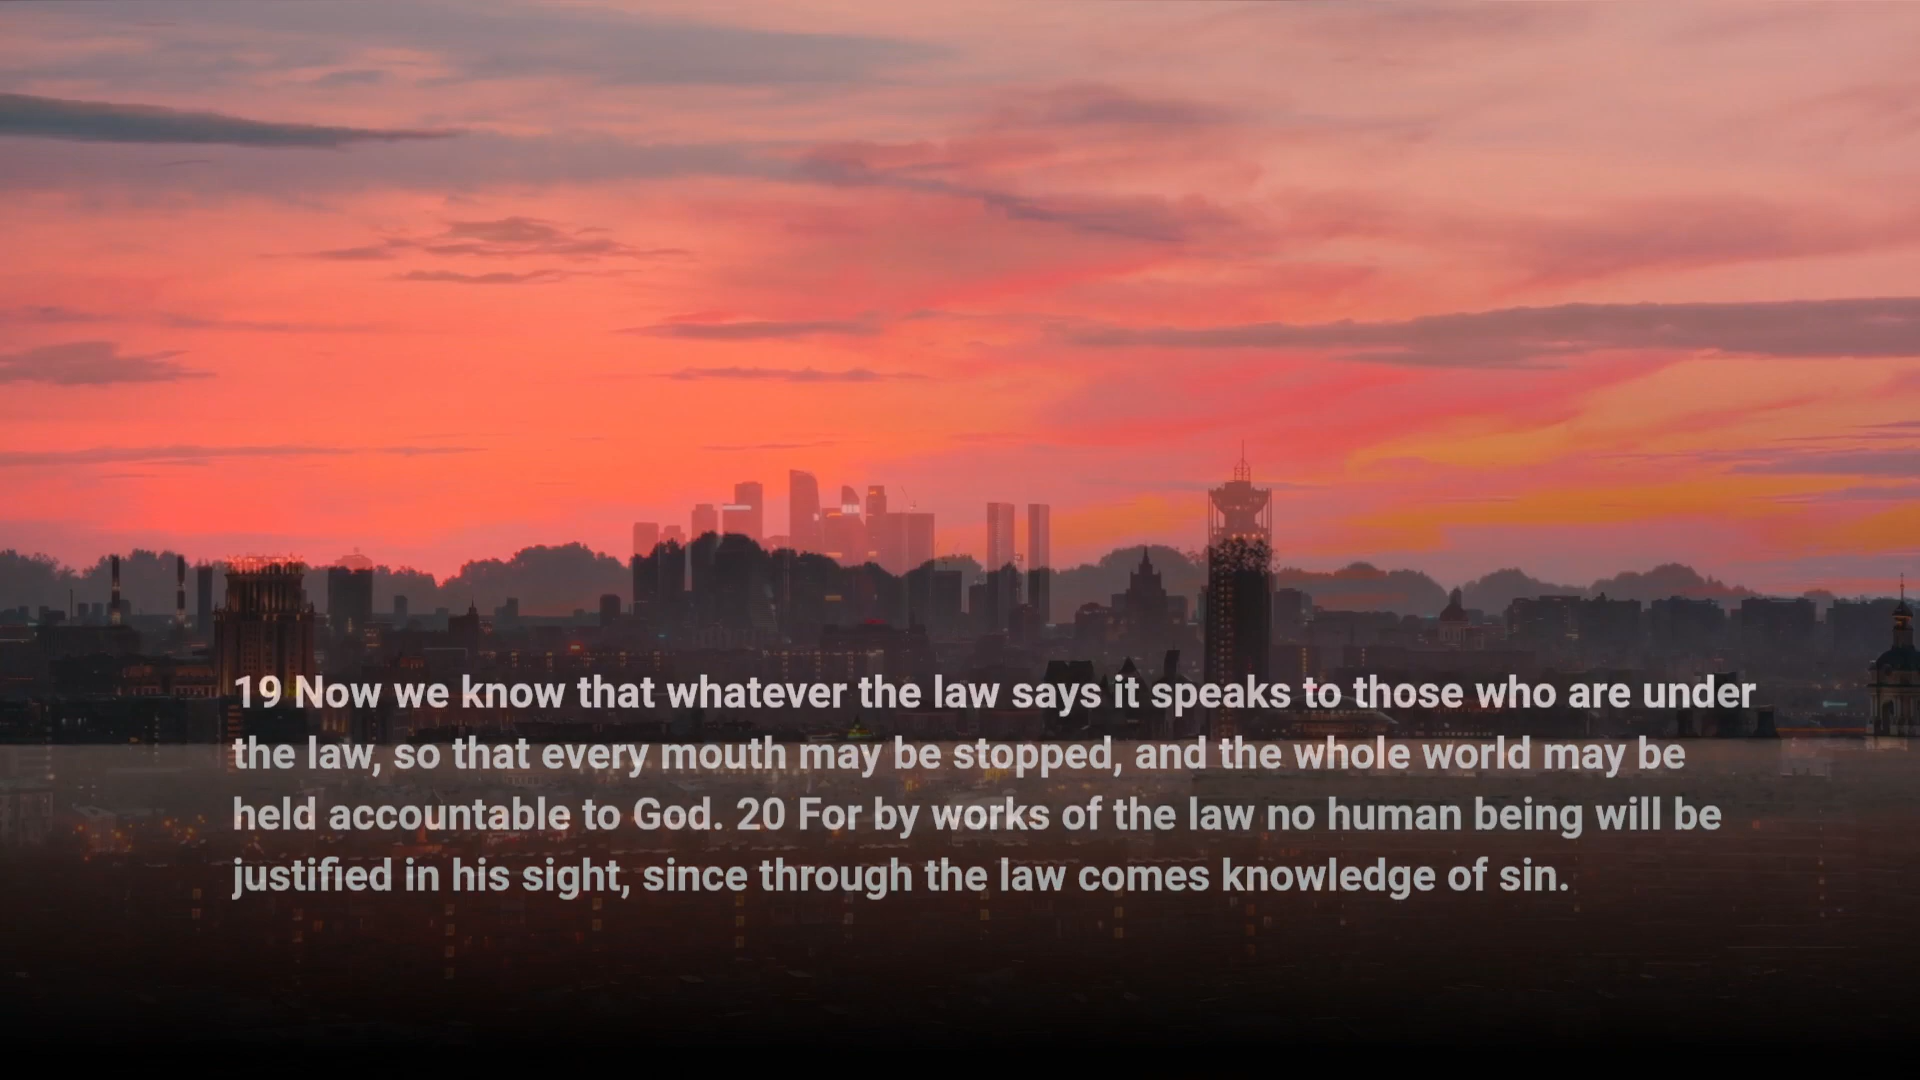 19 Now we know that whatever the law says it speaks to those who are under
the law, so that every mouth may be stopped, and the whole world may be
held accountable to God. 20 For by works of the law no human being will be
justified in his sight, since through the law comes knowledge of sin.